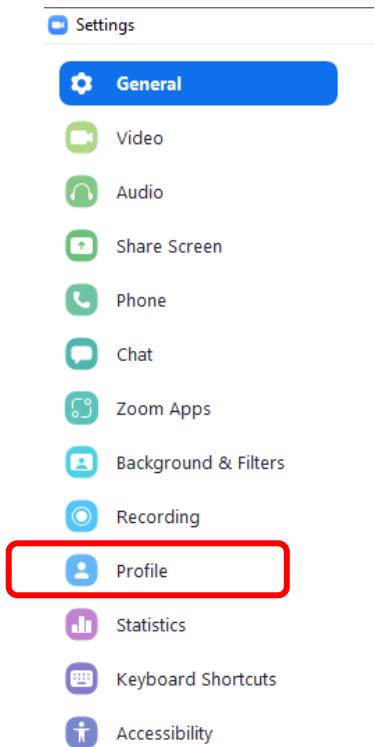 Settings
General
Video
Audio
Share Screen
Phone
Chat
Zoom Apps
Background & Filters
Recording
Profile
Statistics
Keyboard Shortcuts
Accessibility